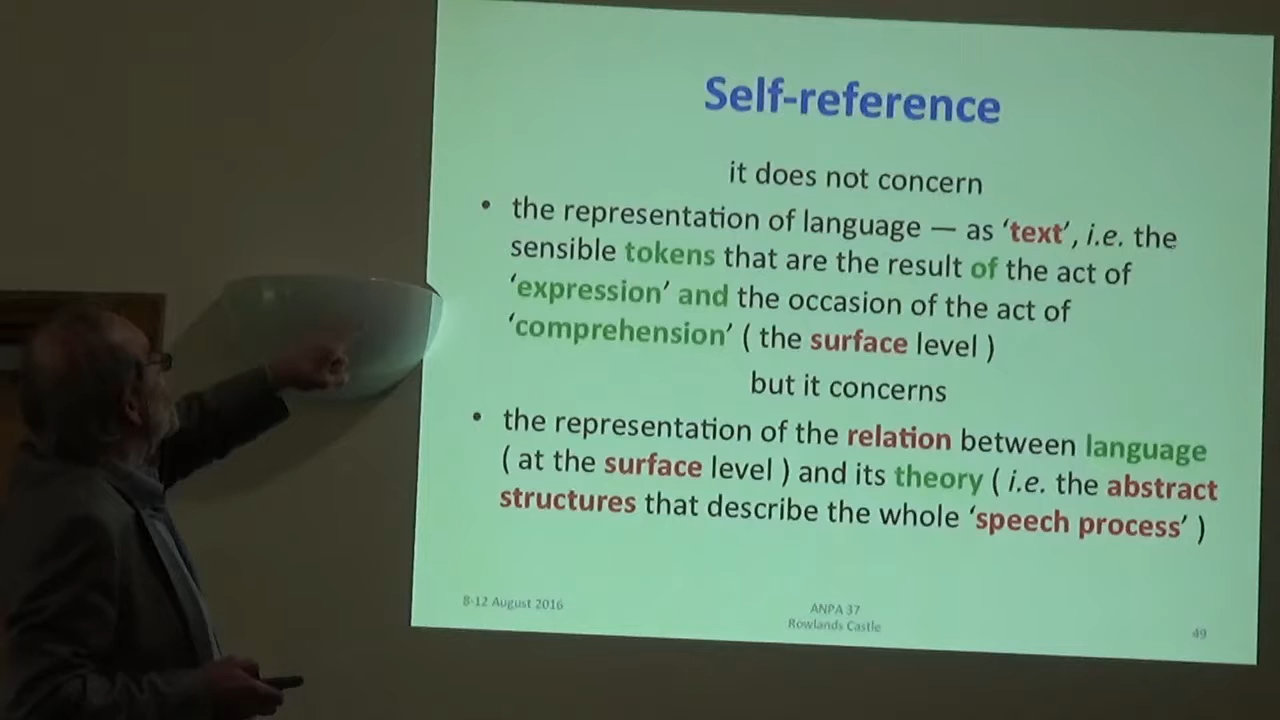 Self-reference
it does not concern
• the representation of language — as ‘text’, i.e. the
sensible tokens that are the result of the act of
‘expression’ and the occasion of the act of
‘comprehension’ ( the surface level )
but it concerns
• the representation of the relation between language
( at the surface level ) and its theory ( i.e. the abstract
structures that describe the whole ‘speech process’ )
8-12 August 2016
ANPA 37
Rowlands Castle
49